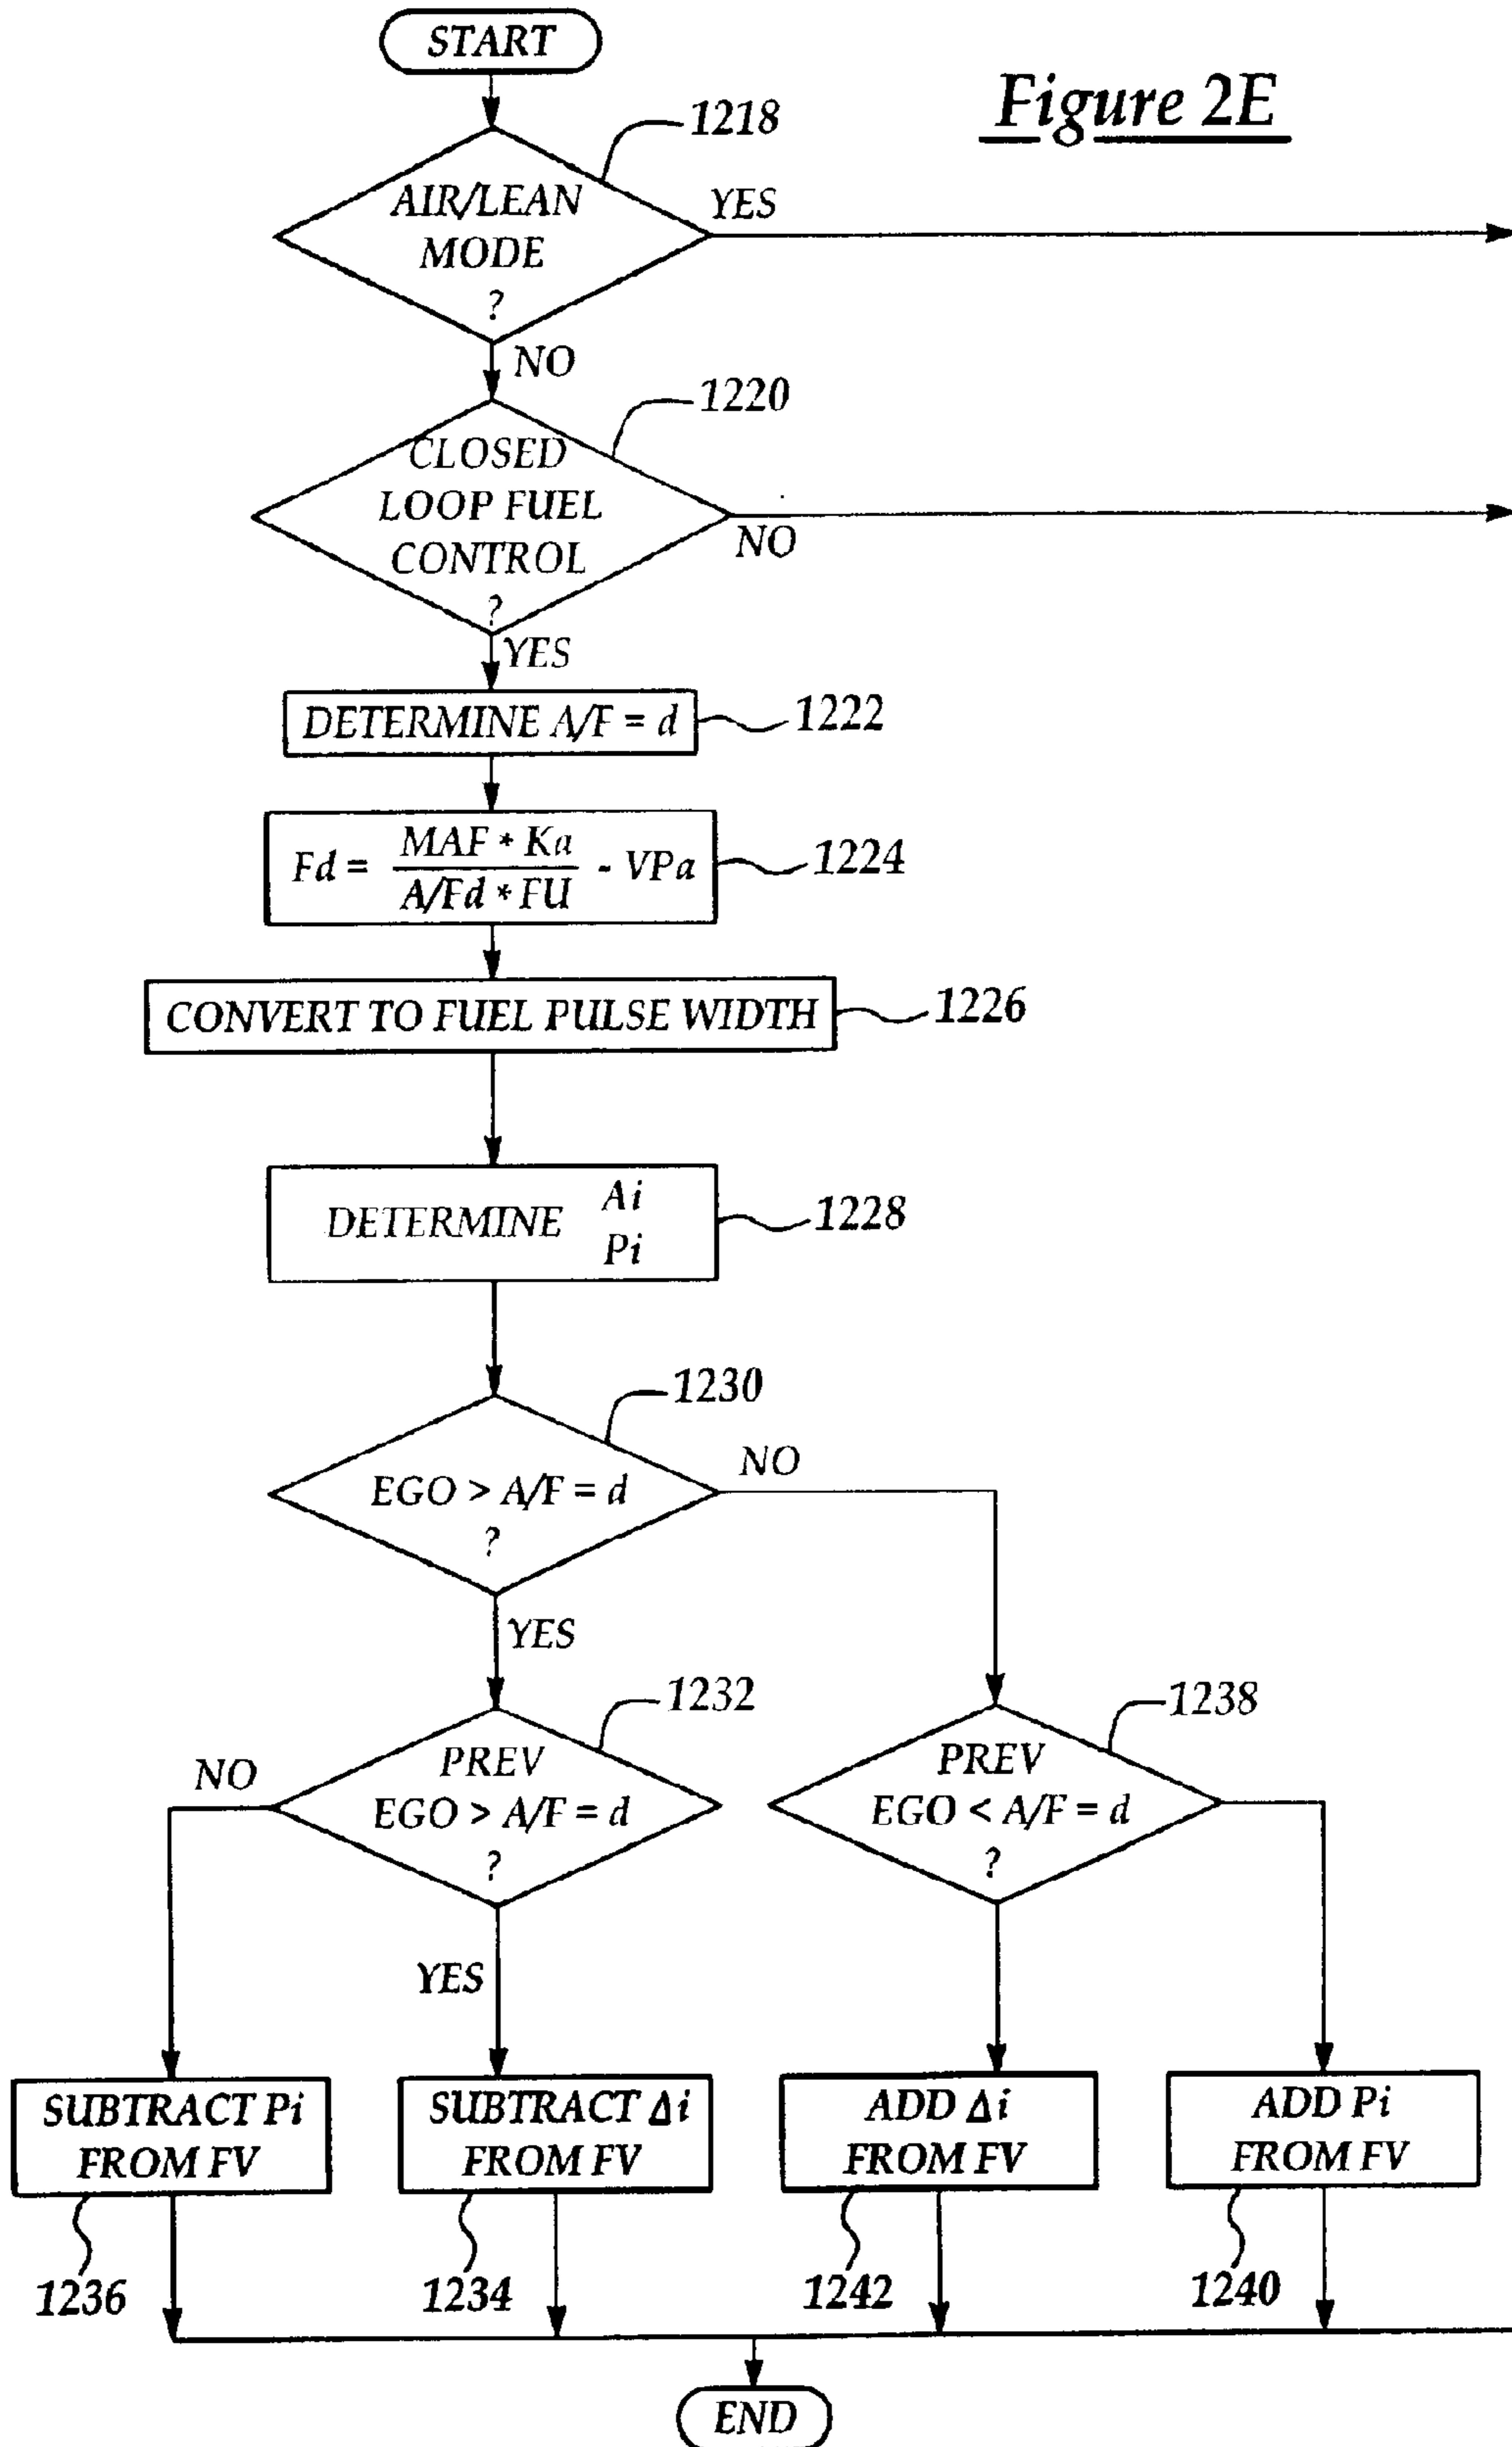 START
Figure 2E
1218
AIR/LEAN
MODE
?
YES
NO
1220
CLOSED
LOOP FUEL
CONTROL
?
NO
YES
DETERMINE A/F = d
1222
Fd = MAF * Ka / A/Fd * FU - VPa
1224
CONVERT TO FUEL PULSE WIDTH
1226
DETERMINE Ai
Pi
1228
1230
EGO > A/F = d
?
NO
YES
1232
PREV
EGO > A/F = d
?
NO
YES
1238
PREV
EGO < A/F = d
?
SUBTRACT Pi
FROM FV
SUBTRACT Δi
FROM FV
ADD Δi
FROM FV
ADD Pi
FROM FV
1236
1234
1242
1240
END